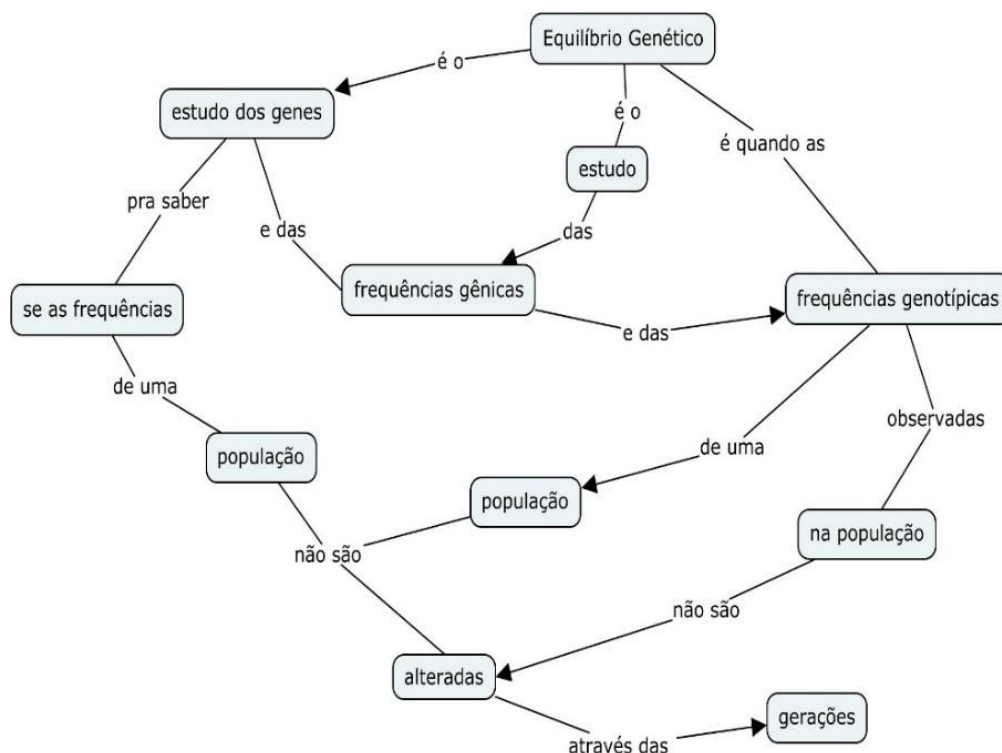 Equilíbrio Genético
é o
estudo dos genes
é o
é quando as
estudo
pra saber
e das
das
frequências gênicas
se as frequências
frequências genotípicas
e das
de uma
observadas
população
de uma
população
na população
não são
não são
alteradas
gerações
através das